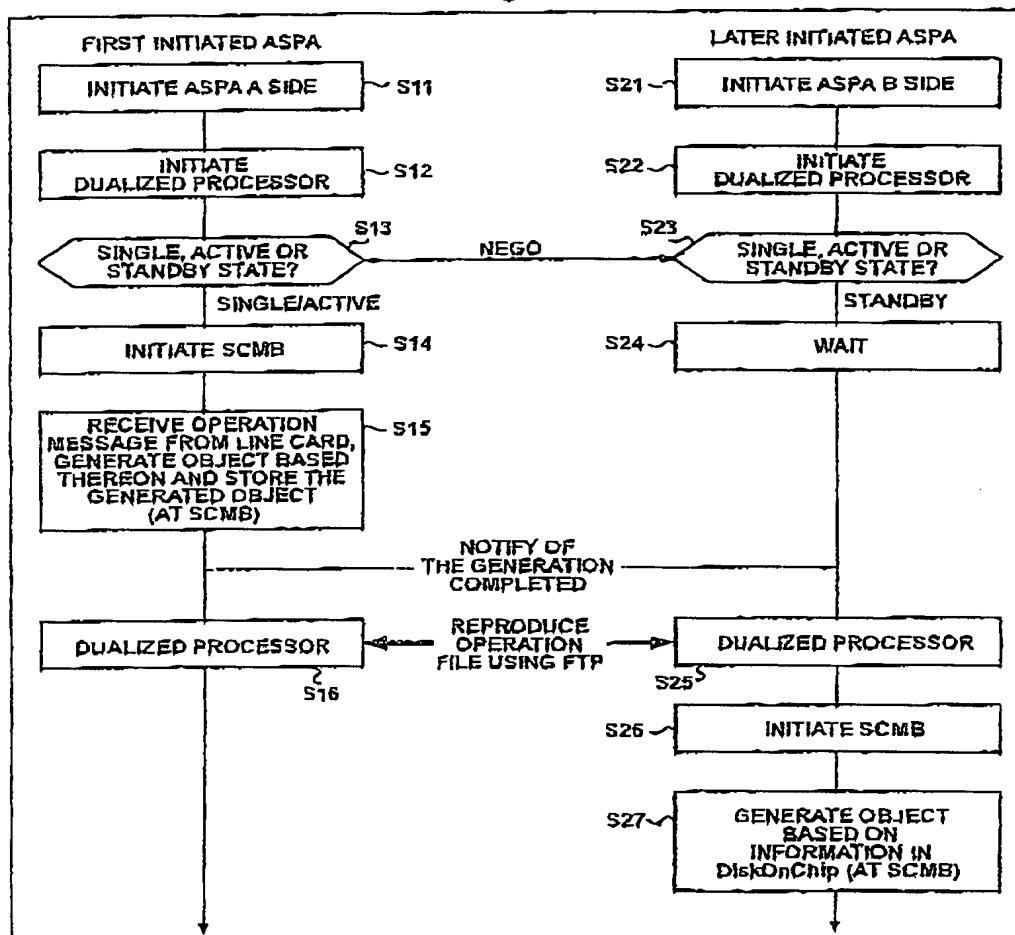 FIRST INITIATED ASPA
INITIATE ASPA A SIDE
S11
INITIATE
DUALIZED PROCESSOR
S12
S13
SINGLE, ACTIVE OR
STANDBY STATE?
NEGO
SINGLE/ACTIVE
INITIATE SCMB
S14
RECEIVE OPERATION
MESSAGE FROM LINE CARD,
GENERATE OBJECT BASED
THEREON AND STORE THE
GENERATED OBJECT
(AT SCMB)
S15
NOTIFY OF
THE GENERATION
COMPLETED
DUALIZED PROCESSOR
S16
REPRODUCE
OPERATION
FILE USING FTP
LATER INITIATED ASPA
S21
INITIATE ASPA B SIDE
S22
INITIATE
DUALIZED PROCESSOR
S23
SINGLE, ACTIVE OR
STANDBY STATE?
STANDBY
S24
WAIT
DUALIZED PROCESSOR
S25
S26
INITIATE SCMB
S27
GENERATE OBJECT
BASED ON
INFORMATION IN
DiskOnChip (AT SCMB)